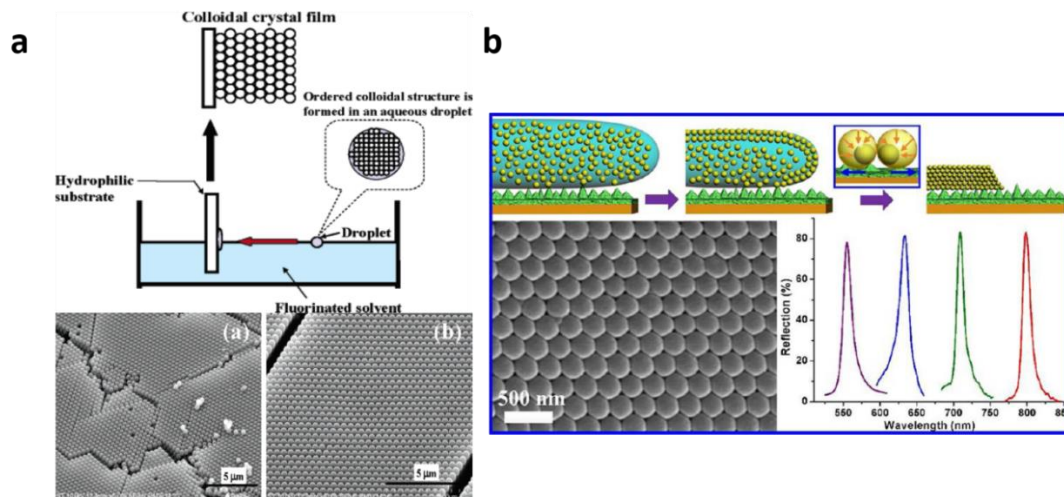 a
Colloidal crystal film
Ordered colloidal structure is
formed in an aqueous droplet
Hydrophilic
substrate
Droplet
Fluorinated solvent
(a)
5 μm
(b)
5 μm
b
500 nm
Reflection (%)
80
60
40
20
0
550 600 650 700 750 800 850
Wavelength (nm)